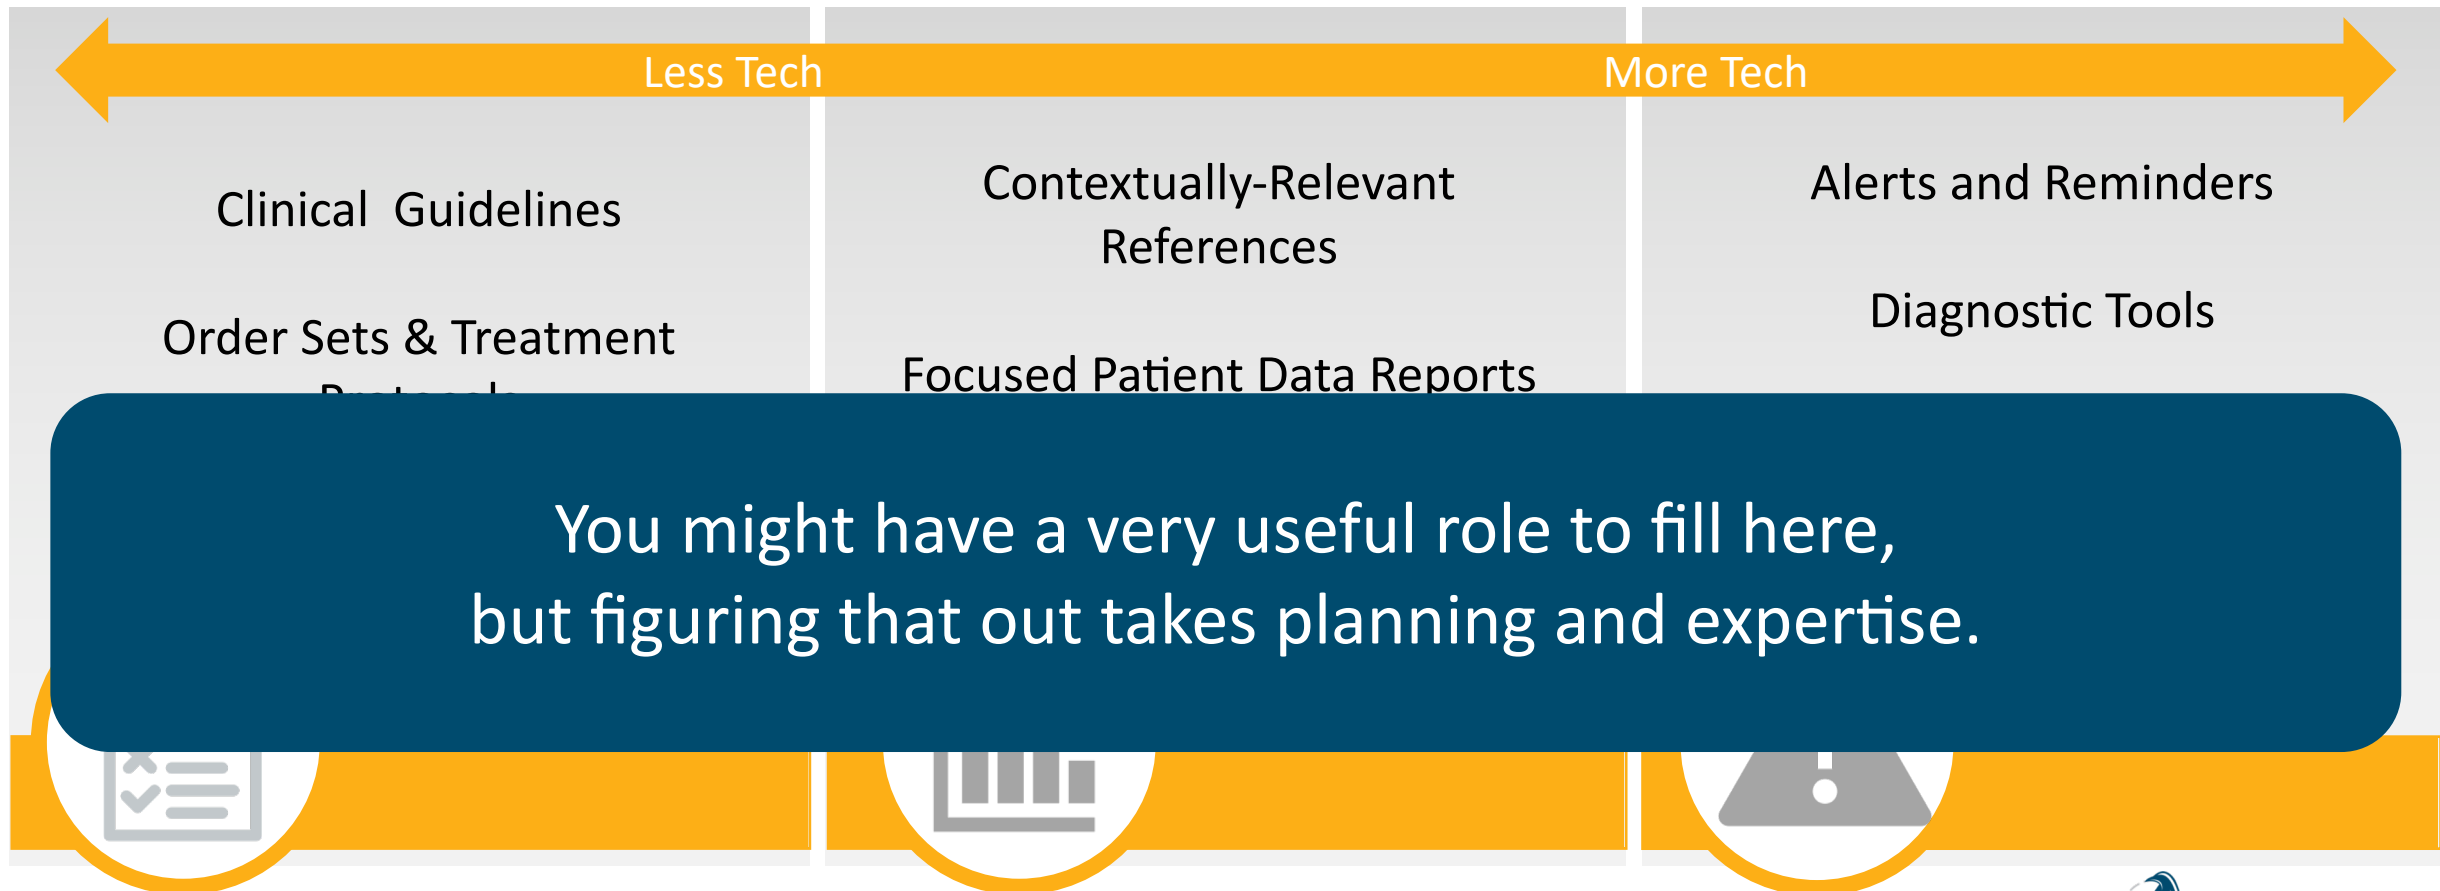 Less Tech
More Tech
Clinical  Guidelines
Order Sets & Treatment
Protocols
Contextually-Relevant
References
Focused Patient Data Reports
Alerts and Reminders
Diagnostic Tools
You might have a very useful role to fill here,
but figuring that out takes planning and expertise.